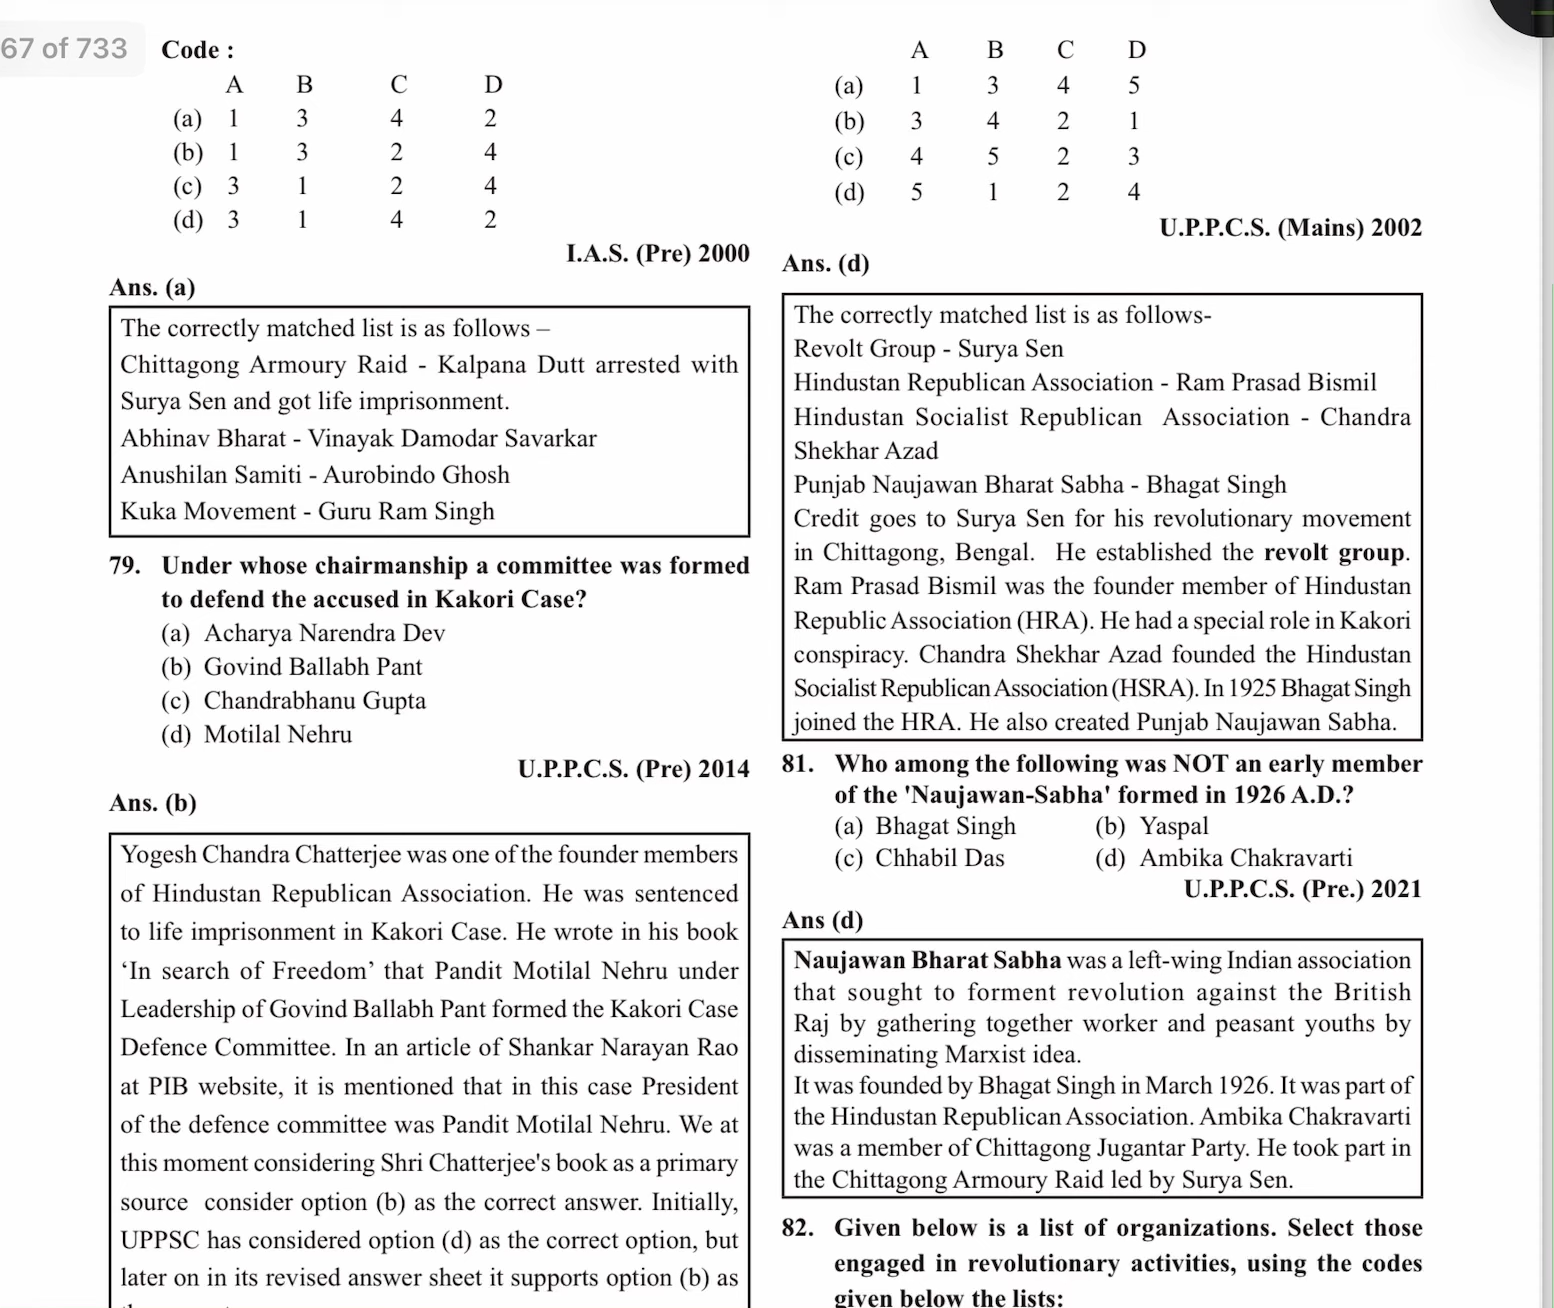 67 of 733
Code :
A B C D
(a) 1 3 4 2
(b) 1 3 2 4
(c) 3 1 2 4
(d) 3 1 4 2
I.A.S. (Pre) 2000
Ans. (a)
The correctly matched list is as follows –
Chittagong Armoury Raid - Kalpana Dutt arrested with
Surya Sen and got life imprisonment.
Abhinav Bharat - Vinayak Damodar Savarkar
Anushilan Samiti - Aurobindo Ghosh
Kuka Movement - Guru Ram Singh
79. Under whose chairmanship a committee was formed
to defend the accused in Kakori Case?
(a) Acharya Narendra Dev
(b) Govind Ballabh Pant
(c) Chandrabhanu Gupta
(d) Motilal Nehru
U.P.P.C.S. (Pre) 2014
Ans. (b)
Yogesh Chandra Chatterjee was one of the founder members
of Hindustan Republican Association. He was sentenced
to life imprisonment in Kakori Case. He wrote in his book
‘In search of Freedom’ that Pandit Motilal Nehru under
Leadership of Govind Ballabh Pant formed the Kakori Case
Defence Committee. In an article of Shankar Narayan Rao
at PIB website, it is mentioned that in this case President
of the defence committee was Pandit Motilal Nehru. We at
this moment considering Shri Chatterjee's book as a primary
source consider option (b) as the correct answer. Initially,
UPPSC has considered option (d) as the correct option, but
later on in its revised answer sheet it supports option (b) as
A B C D
(a) 1 3 4 5
(b) 3 4 2 1
(c) 4 5 2 3
(d) 5 1 2 4
U.P.P.C.S. (Mains) 2002
Ans. (d)
The correctly matched list is as follows-
Revolt Group - Surya Sen
Hindustan Republican Association - Ram Prasad Bismil
Hindustan Socialist Republican Association - Chandra
Shekhar Azad
Punjab Naujawan Bharat Sabha - Bhagat Singh
Credit goes to Surya Sen for his revolutionary movement
in Chittagong, Bengal. He established the revolt group.
Ram Prasad Bismil was the founder member of Hindustan
Republic Association (HRA). He had a special role in Kakori
conspiracy. Chandra Shekhar Azad founded the Hindustan
Socialist Republican Association (HSRA). In 1925 Bhagat Singh
joined the HRA. He also created Punjab Naujawan Sabha.
81. Who among the following was NOT an early member
of the 'Naujawan-Sabha' formed in 1926 A.D.?
(a) Bhagat Singh (b) Yaspal
(c) Chhabil Das (d) Ambika Chakravarti
U.P.P.C.S. (Pre.) 2021
Ans (d)
Naujawan Bharat Sabha was a left-wing Indian association
that sought to forment revolution against the British
Raj by gathering together worker and peasant youths by
disseminating Marxist idea.
It was founded by Bhagat Singh in March 1926. It was part of
the Hindustan Republican Association. Ambika Chakravarti
was a member of Chittagong Jugantar Party. He took part in
the Chittagong Armoury Raid led by Surya Sen.
82. Given below is a list of organizations. Select those
engaged in revolutionary activities, using the codes
given below the lists: